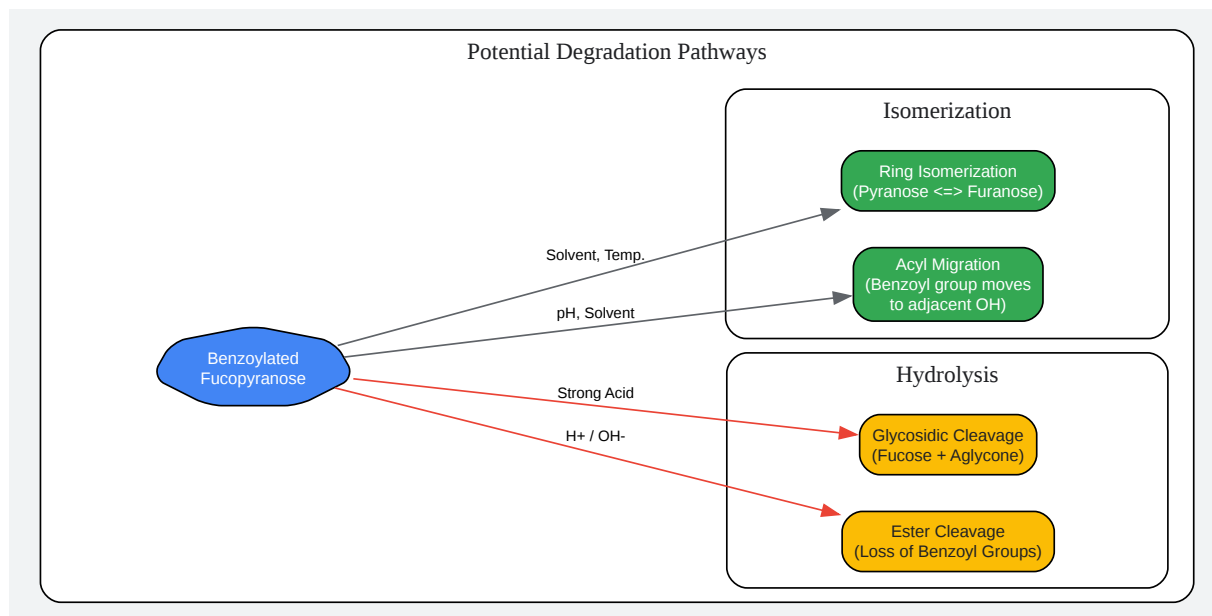 Potential Degradation Pathways
Isomerization
Ring Isomerization
(Pyranose <=> Furanose)
Solvent, Temp.
Acyl Migration
(Benzoyl group moves
to adjacent OH)
pH, Solvent
Benzoylated
Fucopyranose
Hydrolysis
Strong Acid
Glycosidic Cleavage
(Fucose + Aglycone)
H+ / OH-
Ester Cleavage
(Loss of Benzoyl Groups)